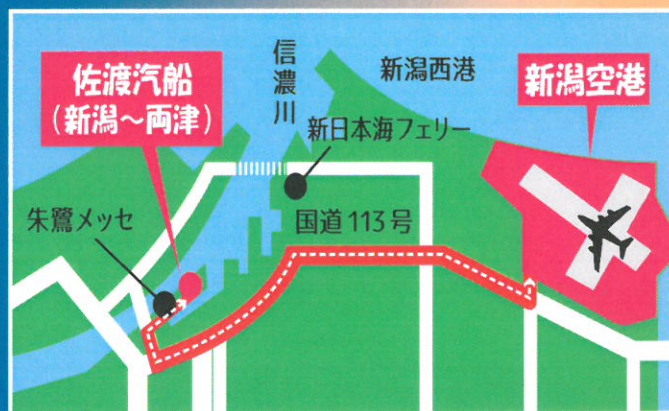 佐渡汽船
(新潟〜両津)
信濃川
新潟西港
新潟空港
新日本海フェリー
朱鷺メッセ
国道113号